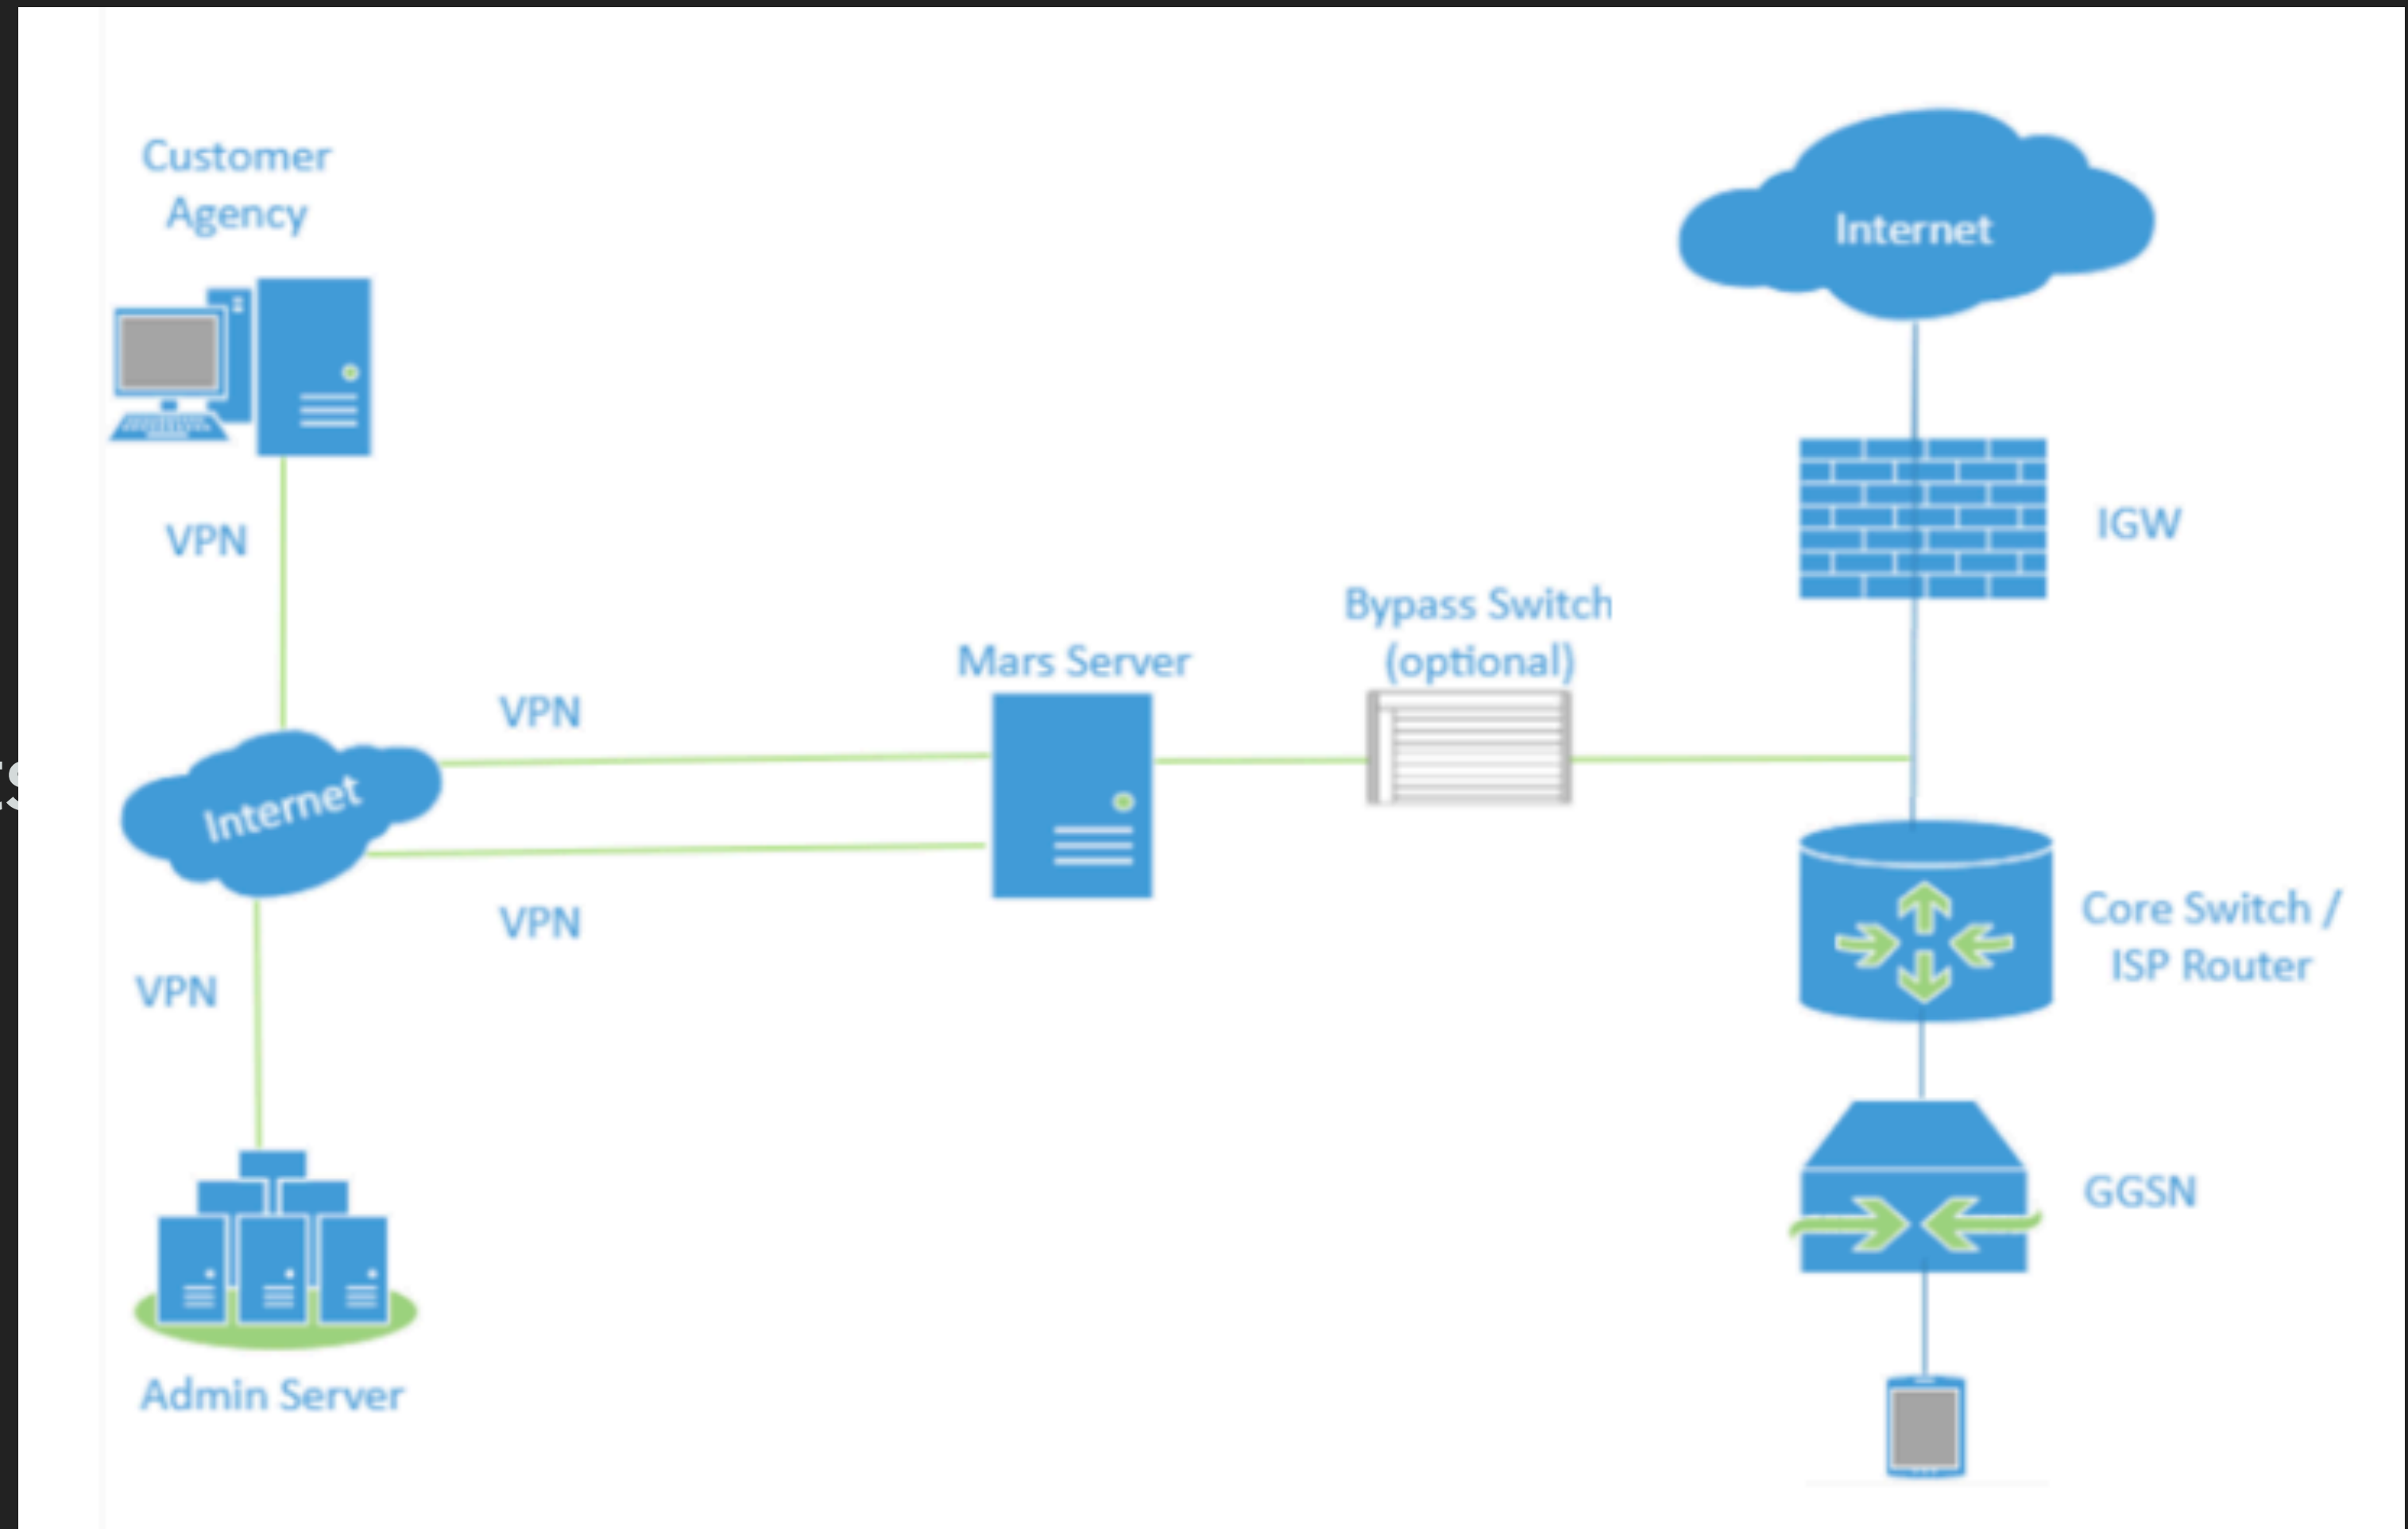 Customer
Agency
Internet
VPN
IGW
Bypass Switch
(optional)
Mars Server
VPN
Internet
VPN
Core Switch /
ISP Router
VPN
GGSN
Admin Server